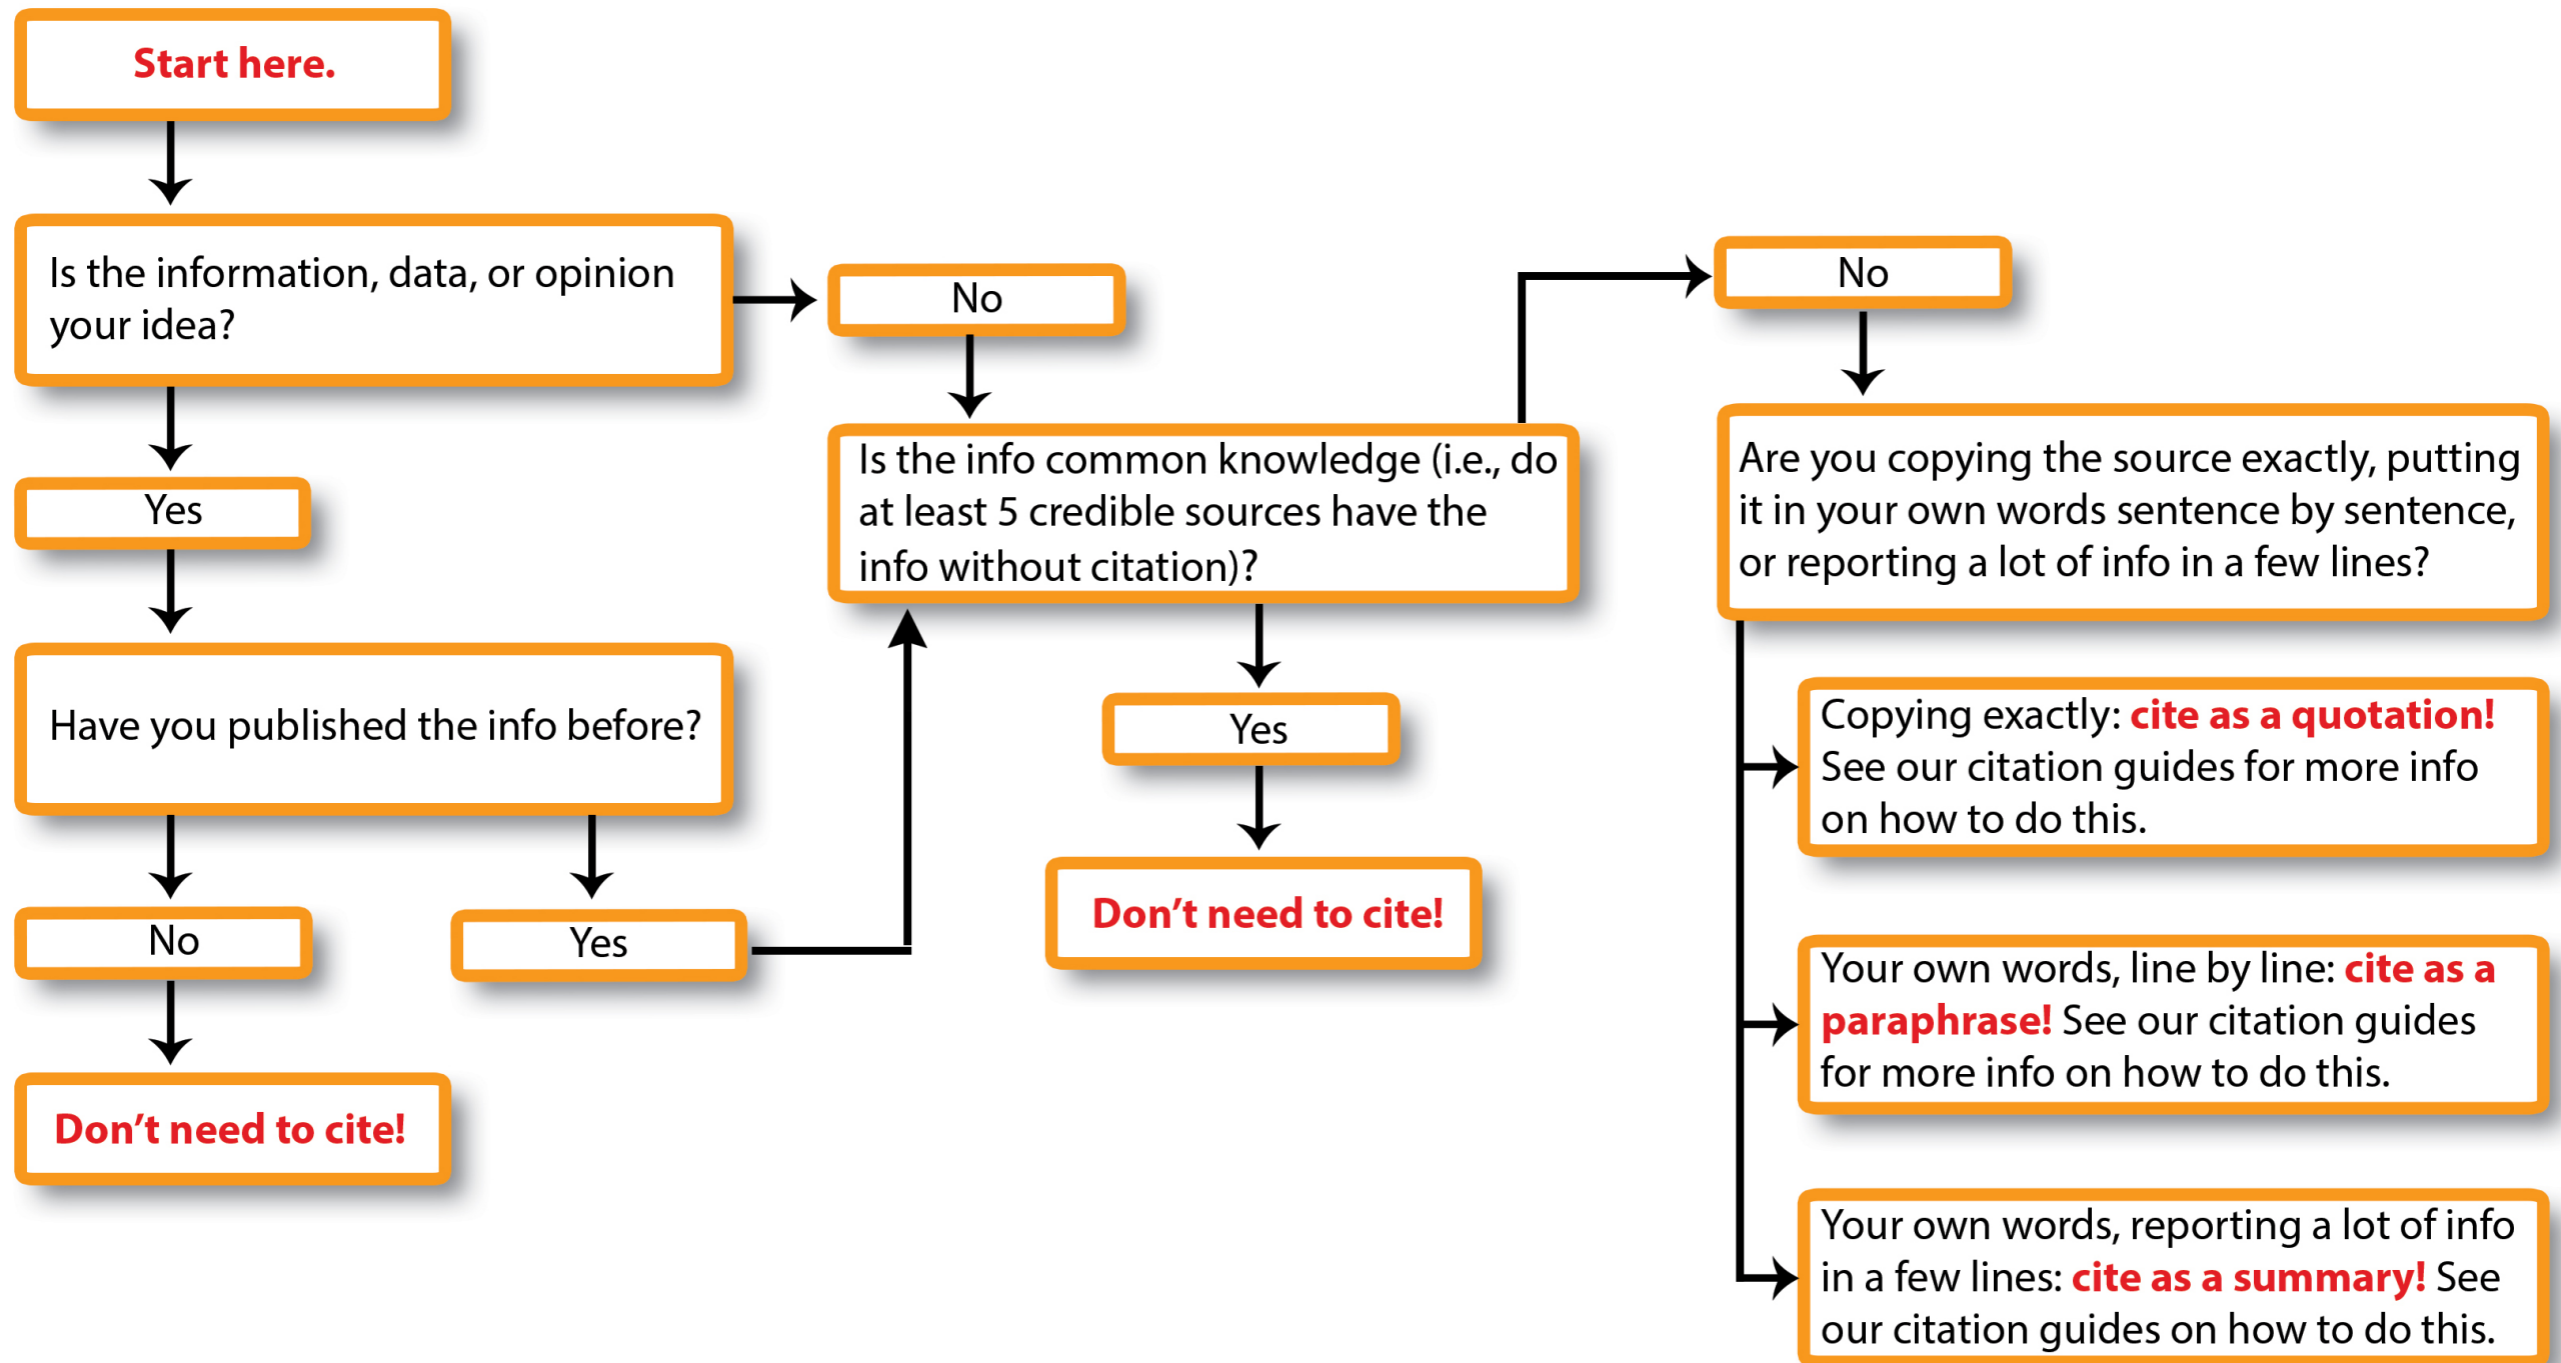 Start here.
Is the information, data, or opinion
your idea?
No
Yes
Have you published the info before?
No
Yes
Don’t need to cite!
Is the info common knowledge (i.e., do
at least 5 credible sources have the
info without citation)?
Yes
Don’t need to cite!
No
Are you copying the source exactly, putting
it in your own words sentence by sentence,
or reporting a lot of info in a few lines?
Copying exactly: cite as a quotation!
See our citation guides for more info
on how to do this.
Your own words, line by line: cite as a
paraphrase! See our citation guides
for more info on how to do this.
Your own words, reporting a lot of info
in a few lines: cite as a summary! See
our citation guides on how to do this.